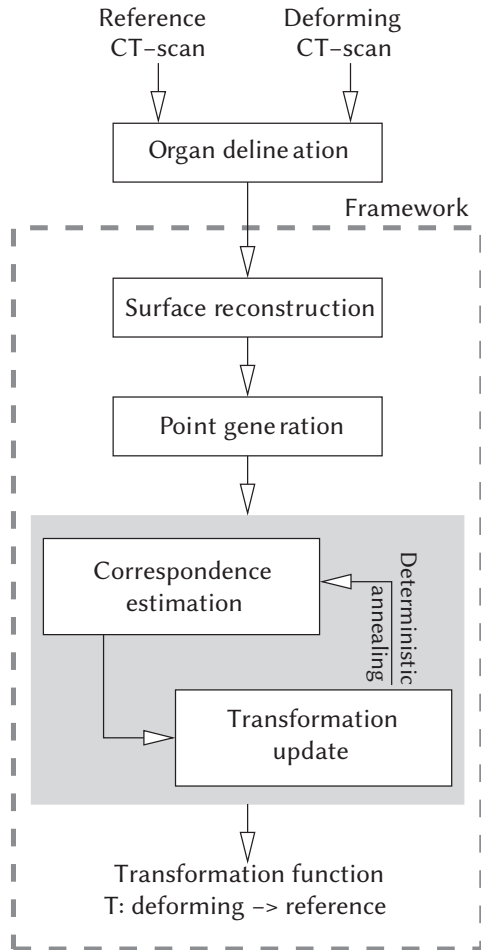 Reference
CT–scan
Deforming
CT–scan
Organ delineation
Framework
Surface reconstruction
Point generation
Correspondence
estimation
Deterministic
annealing
Transformation
update
Transformation function
T: deforming –> reference